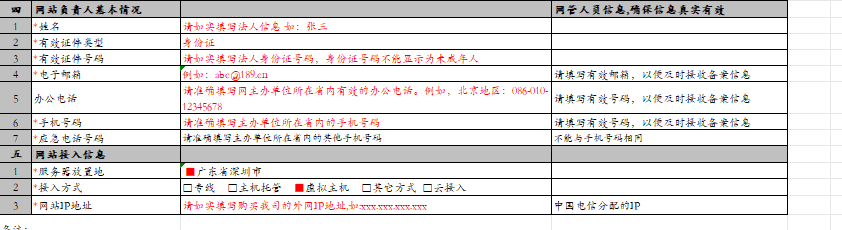 四 网站负责人基本情况 网管人员信息,确保信息真实有效
1 *姓名 请如实填写法人信息 如：张三
2 *有效证件类型 身份证
3 *有效证件号码 请如实填写法人身份证号码，身份证号码不能显示为未成年人
4 *电子邮箱 例如：abc@189.cn 请填写有效邮箱，以便及时接收备案信息
5 办公电话 请准确填写网主办单位所在省内有效的办公电话。例如，北京地区：086-010-
12345678 请填写有效号码，以便及时接收备案信息
6 *手机号码 请准确填写主办单位所在省内的手机号码 请填写有效号码，以便及时接收备案信息
7 *应急电话号码 请准确填写主办单位所在省内的其他手机号码 不能与手机号码相同
五 网站接入信息
1 *服务器放置地 ■广东省深圳市
2 *接入方式 □专线 □主机托管 ■虚拟主机 □其它方式 □云接入
3 *网站IP地址 请如实填写购买我司的外网IP地址,如:xxx.xxx.xxx.xxx 中国电信分配的IP